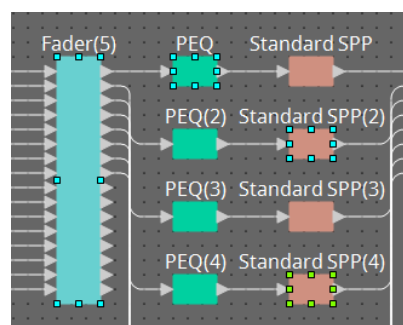 Fader(5) PEQ Standard SPP
PEQ(2) Standard SPP(2)
PEQ(3) Standard SPP(3)
PEQ(4) Standard SPP(4)